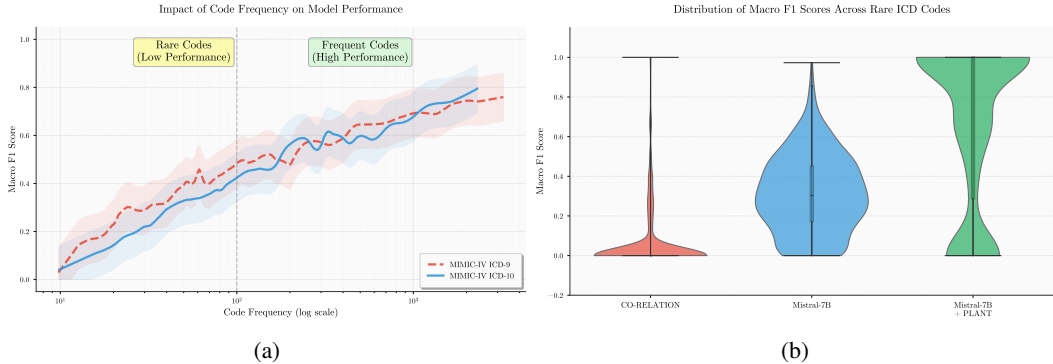 Impact of Code Frequency on Model Performance
Rare Codes
(Low Performance)
Frequent Codes
(High Performance)
Macro F1 Score
1.0
0.8
0.6
0.4
0.2
0.0
10¹
10²
10³
Code Frequency (log scale)
MIMIC-IV ICD-9
MIMIC-IV ICD-10
(a)
Distribution of Macro F1 Scores Across Rare ICD Codes
Macro F1 Score
1.0
0.8
0.6
0.4
0.2
0.0
−0.2
CO-RELATION
Mistral-7B
Mistral-7B
+ PLANT
(b)